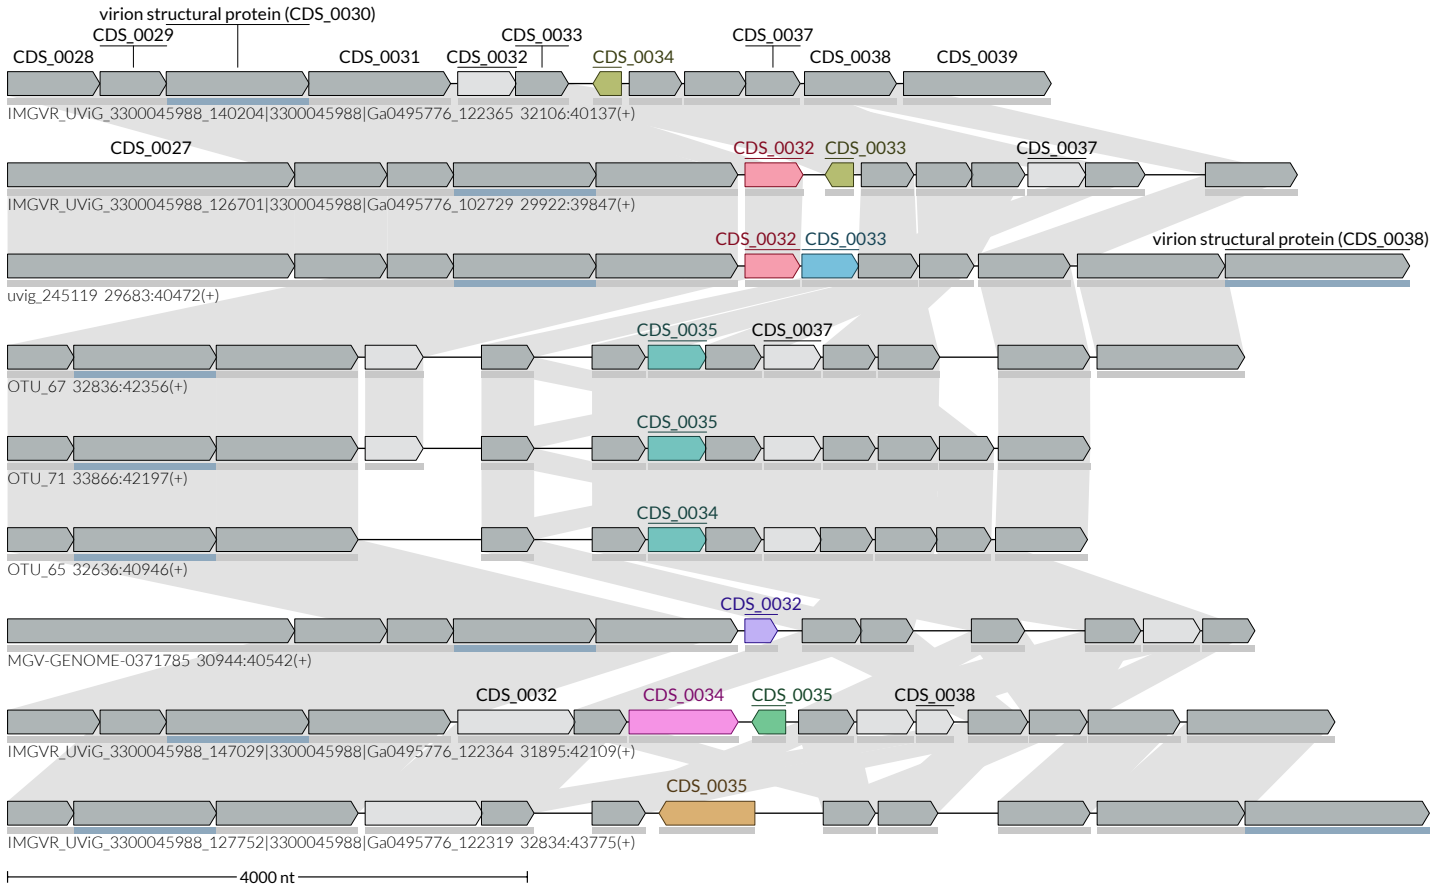 virion structural protein (CDS_0030)
CDS_0029 CDS_0033 CDS_0037
CDS_0028 CDS_0031 CDS_0032 CDS_0034 CDS_0038 CDS_0039
IMGVR_UViG_3300045988_140204|3300045988|Ga0495776_122365 32106:40137(+)
CDS_0027 CDS_0032 CDS_0033 CDS_0037
IMGVR_UViG_3300045988_126701|3300045988|Ga0495776_102729 29922:39847(+)
CDS_0032 CDS_0033 virion structural protein (CDS_0038)
uvig_245119 29683:40472(+)
CDS_0035 CDS_0037
OTU_67 32836:42356(+)
CDS_0035
OTU_71 33866:42197(+)
CDS_0034
OTU_65 32636:40946(+)
CDS_0032
MGV-GENOME-0371785 30944:40542(+)
CDS_0032 CDS_0034 CDS_0035 CDS_0038
IMGVR_UViG_3300045988_147029|3300045988|Ga0495776_122364 31895:42109(+)
CDS_0035
IMGVR_UViG_3300045988_127752|3300045988|Ga0495776_122319 32834:43775(+)
4000 nt